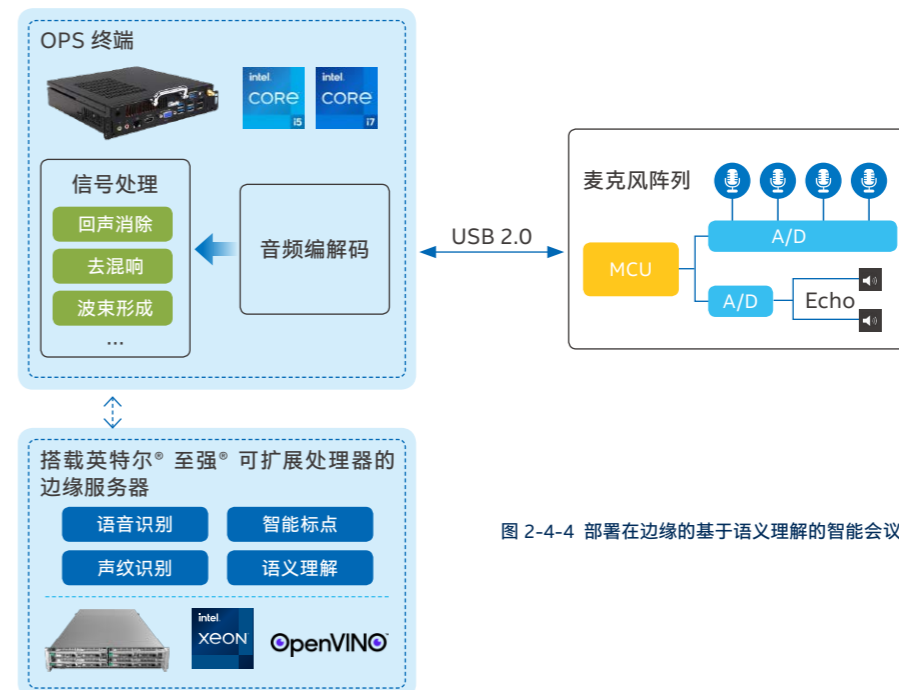 OPS 终端
intel
CORE
i5
intel
CORE
i7
信号处理
回声消除
去混响
波束形成
...
音频编解码
USB 2.0
麦克风阵列
MCU
A/D
A/D
Echo
搭载英特尔® 至强® 可扩展处理器的
边缘服务器
语音识别
智能标点
声纹识别
语义理解
intel
XEON
OpenVINO
图 2-4-4 部署在边缘的基于语义理解的智能会议